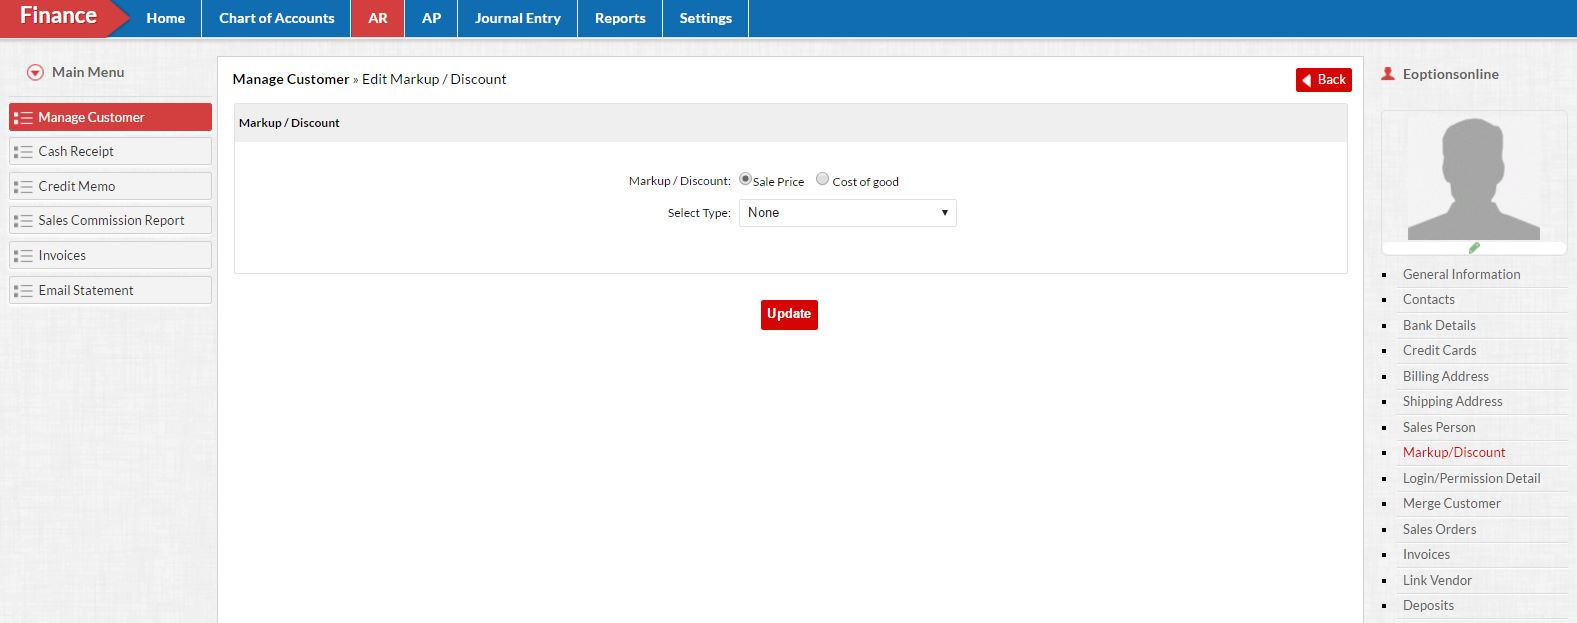 Finance
Home
Chart of Accounts
AR
AP
Journal Entry
Reports
Settings
Main Menu
Manage Customer
Cash Receipt
Credit Memo
Sales Commission Report
Invoices
Email Statement
Manage Customer » Edit Markup / Discount
Back
Markup / Discount
Markup / Discount: Sale Price Cost of good
Select Type: None
Update
Eoptionsonline
General Information
Contacts
Bank Details
Credit Cards
Billing Address
Shipping Address
Sales Person
Markup/Discount
Login/Permission Detail
Merge Customer
Sales Orders
Invoices
Link Vendor
Deposits